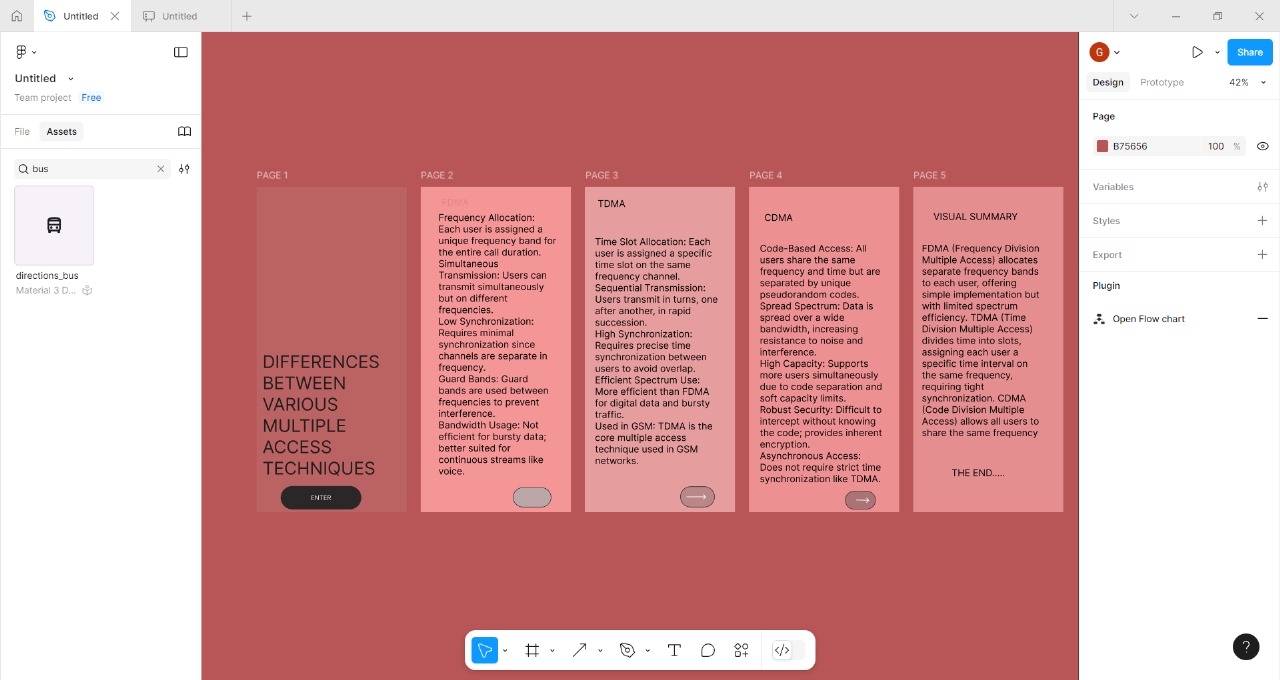 Untitled
Untitled
Untitled
Team project Free
File Assets
bus
directions_bus
Material 3 D...
PAGE 1
DIFFERENCES
BETWEEN
VARIOUS
MULTIPLE
ACCESS
TECHNIQUES
ENTER
PAGE 2
FDMA
Frequency Allocation:
Each user is assigned a
unique frequency band for
the entire call duration.
Simultaneous
Transmission: Users can
transmit simultaneously
but on different
frequencies.
Low Synchronization:
Requires minimal
synchronization since
channels are separate in
frequency.
Guard Bands: Guard
bands are used between
frequencies to prevent
interference.
Bandwidth Usage: Not
efficient for bursty data;
better suited for
continuous streams like
voice.
PAGE 3
TDMA
Time Slot Allocation: Each
user is assigned a specific
time slot on the same
frequency channel.
Sequential Transmission:
Users transmit in turns, one
after another, in rapid
succession.
High Synchronization:
Requires precise time
synchronization between
users to avoid overlap.
Efficient Spectrum Use:
More efficient than FDMA
for digital data and bursty
traffic.
Used in GSM: TDMA is the
core multiple access
technique used in GSM
networks.
PAGE 4
CDMA
Code-Based Access: All
users share the same
frequency and time but are
separated by unique
pseudorandom codes.
Spread Spectrum: Data is
spread over a wide
bandwidth, increasing
resistance to noise and
interference.
High Capacity: Supports
more users simultaneously
due to code separation and
soft capacity limits.
Robust Security: Difficult to
intercept without knowing
the code; provides inherent
encryption.
Asynchronous Access:
Does not require strict time
synchronization like TDMA.
PAGE 5
VISUAL SUMMARY
FDMA (Frequency Division
Multiple Access) allocates
separate frequency bands
to each user, offering
simple implementation but
with limited spectrum
efficiency. TDMA (Time
Division Multiple Access)
divides time into slots,
assigning each user a
specific time interval on
the same frequency,
requiring tight
synchronization. CDMA
(Code Division Multiple
Access) allows all users to
share the same frequency
THE END.....
G
Share
Design Prototype 42%
Page
B75656 100 %
Variables
Styles
Export
Plugin
Open Flow chart
?